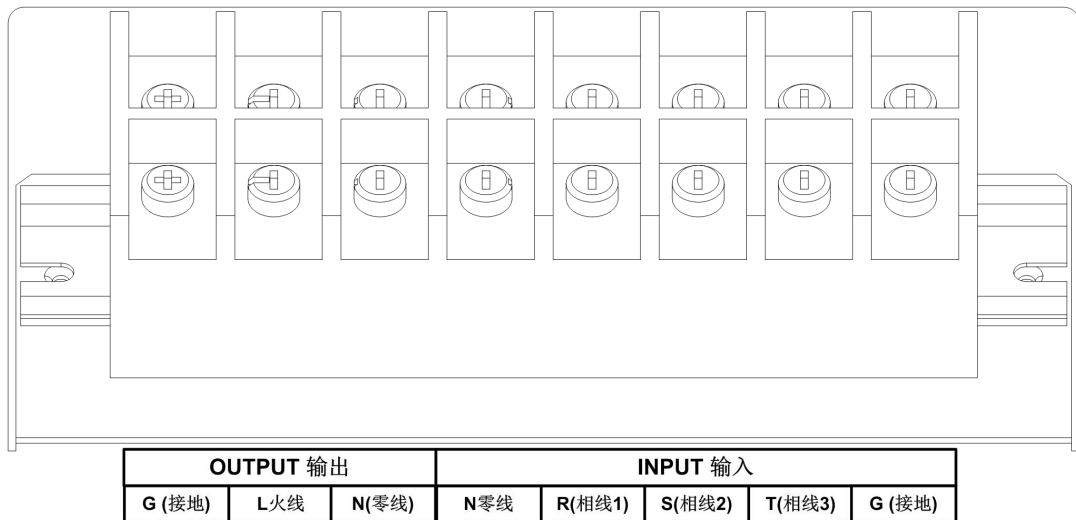 OUTPUT 输出 INPUT 输入
G (接地) L火线 N(零线) N零线 R(相线1) S(相线2) T(相线3) G (接地)